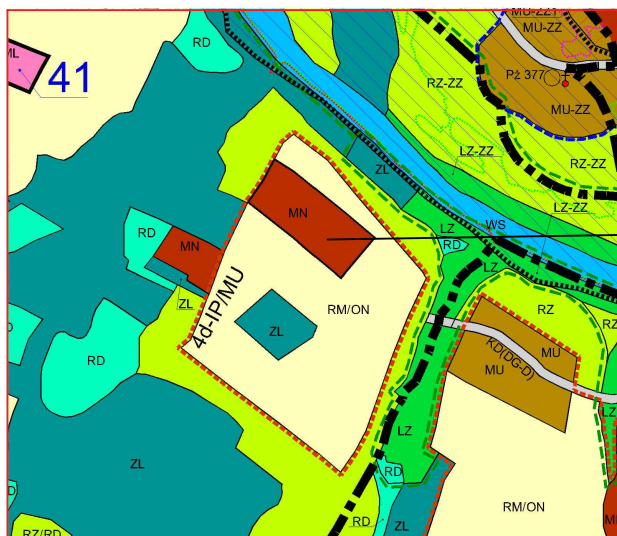 MU-ZZ1
RD
MU-ZZ
ML
41
RZ-ZZ
Pż 377
MU-ZZ
LZ-ZZ
RZ-ZZ
ZL
LZ-ZZ
MN
LZ
WS
RD
RD
MN
LZ
ZL
4d-IP/MU
RM/ON
RZ
RZ
ZL
KD(DG-D)
MU
RD
MU
LZ
ZL
RD
RM/ON
RD
ZL
RZ/RD